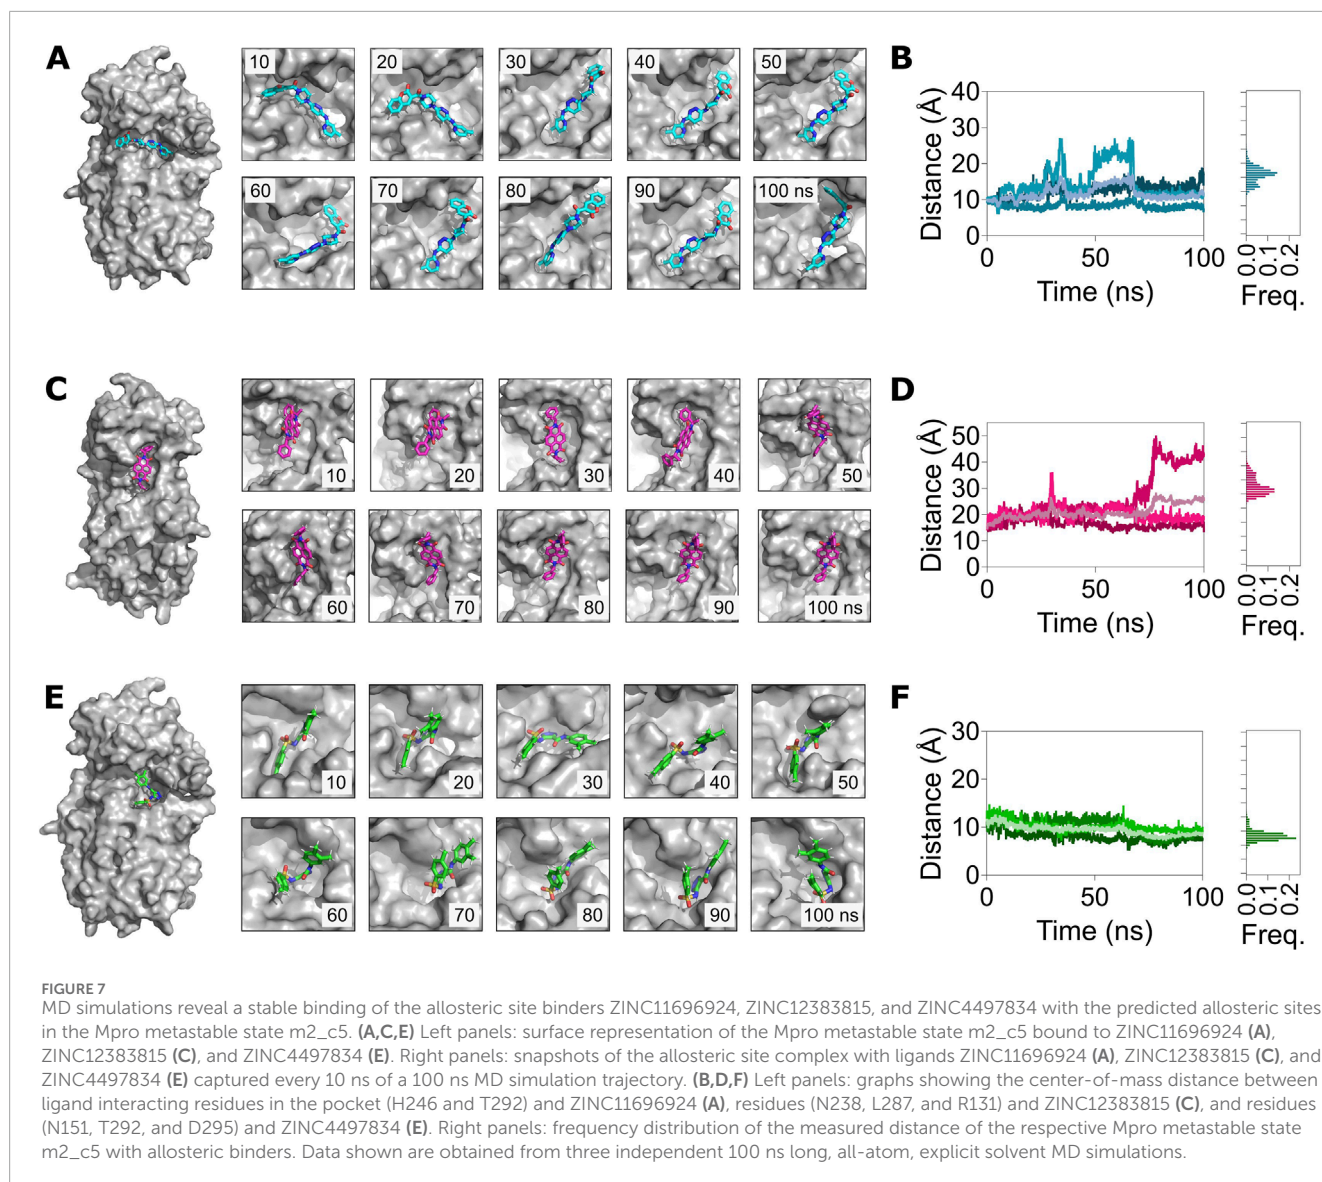 A
10
20
30
40
50
60
70
80
90
100 ns
B
Distance (Å)
40
30
20
10
0
0
50
100
Time (ns)
0.0
0.1
0.2
Freq.
C
10
20
30
40
50
60
70
80
90
100 ns
D
Distance (Å)
50
40
30
20
10
0
0
50
100
Time (ns)
0.0
0.1
0.2
Freq.
E
10
20
30
40
50
60
70
80
90
100 ns
F
Distance (Å)
30
20
10
0
0
50
100
Time (ns)
0.0
0.1
0.2
Freq.
FIGURE 7
MD simulations reveal a stable binding of the allosteric site binders ZINC11696924, ZINC12383815, and ZINC4497834 with the predicted allosteric sites
in the Mpro metastable state m2_c5. (A,C,E) Left panels: surface representation of the Mpro metastable state m2_c5 bound to ZINC11696924 (A),
ZINC12383815 (C), and ZINC4497834 (E). Right panels: snapshots of the allosteric site complex with ligands ZINC11696924 (A), ZINC12383815 (C), and
ZINC4497834 (E) captured every 10 ns of a 100 ns MD simulation trajectory. (B,D,F) Left panels: graphs showing the center-of-mass distance between
ligand interacting residues in the pocket (H246 and T292) and ZINC11696924 (A), residues (N238, L287, and R131) and ZINC12383815 (C), and residues
(N151, T292, and D295) and ZINC4497834 (E). Right panels: frequency distribution of the measured distance of the respective Mpro metastable state
m2_c5 with allosteric binders. Data shown are obtained from three independent 100 ns long, all-atom, explicit solvent MD simulations.